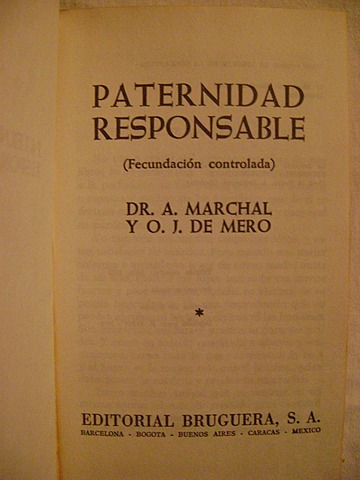 PATERNIDAD
RESPONSABLE
(Fecundación controlada)
DR. A. MARCHAL
Y O. J. DE MERO
*
EDITORIAL BRUGUERA, S. A.
BARCELONA - BOGOTA - BUENOS AIRES - CARACAS - MEXICO